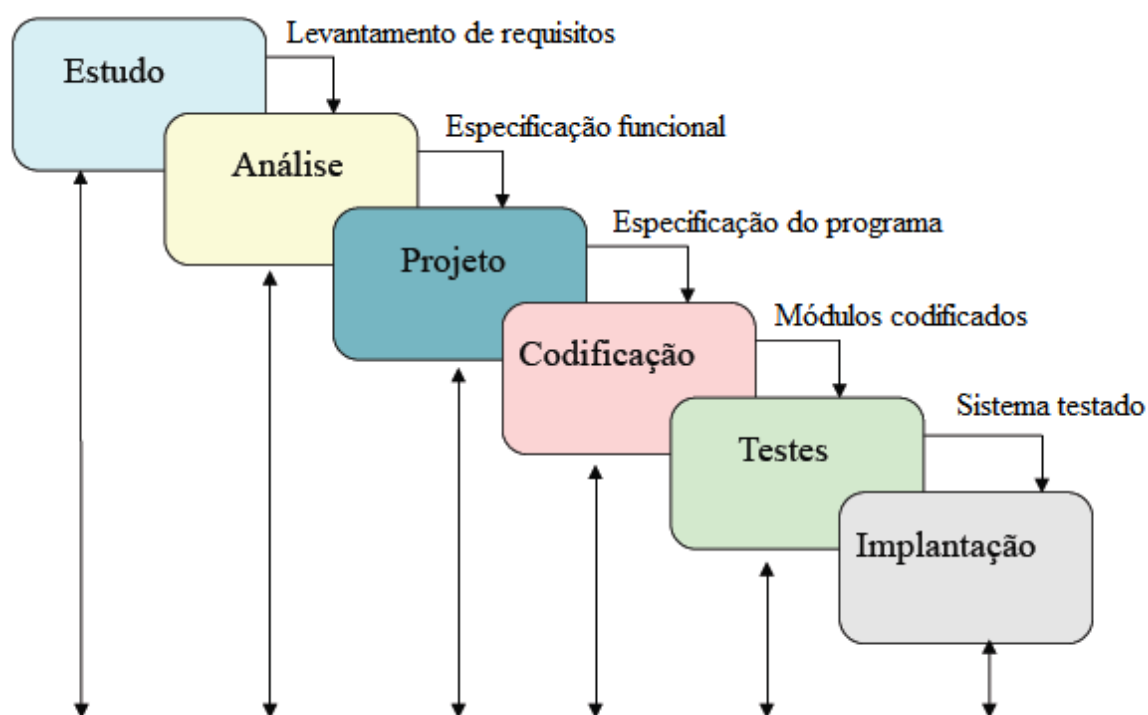 Estudo
Levantamento de requisitos
Análise
Especificação funcional
Projeto
Especificação do programa
Codificação
Módulos codificados
Testes
Sistema testado
Implantação